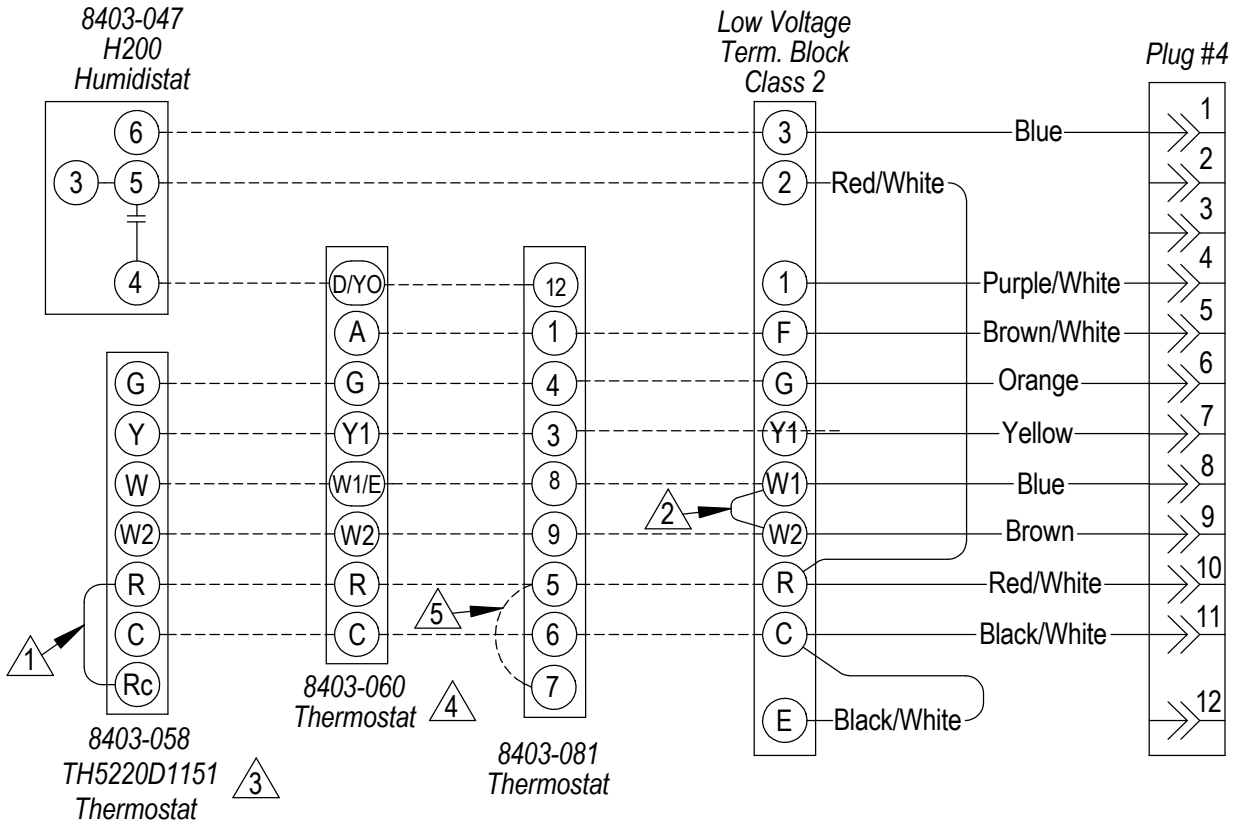 8403-047
H200
Humidistat
Low Voltage
Term. Block
Class 2
Plug #4
6
3
Blue
1
3
5
2
Red/White
2
3
4
D/YO
12
1
Purple/White
4
A
1
F
Brown/White
5
G
G
4
G
Orange
6
Y
Y1
3
Y1
Yellow
7
W
W1/E
8
W1
Blue
8
2
W2
W2
9
W2
Brown
9
R
R
5
5
R
Red/White
10
1
C
C
6
C
Black/White
11
Rc
7
E
Black/White
12
8403-060
Thermostat
4
8403-058
TH5220D1151
Thermostat
3
8403-081
Thermostat